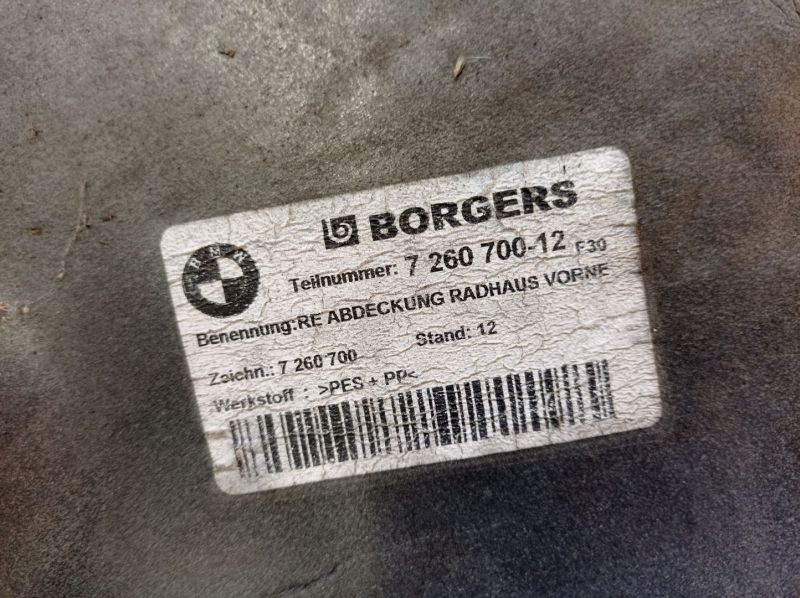 BMW
BORGERS
Teilnummer: 7 260 700-12 F30
Benennung:RE ABDECKUNG RADHAUS VORNE
Zeichn.: 7 260 700 Stand: 12
Werkstoff : >PES + PP<